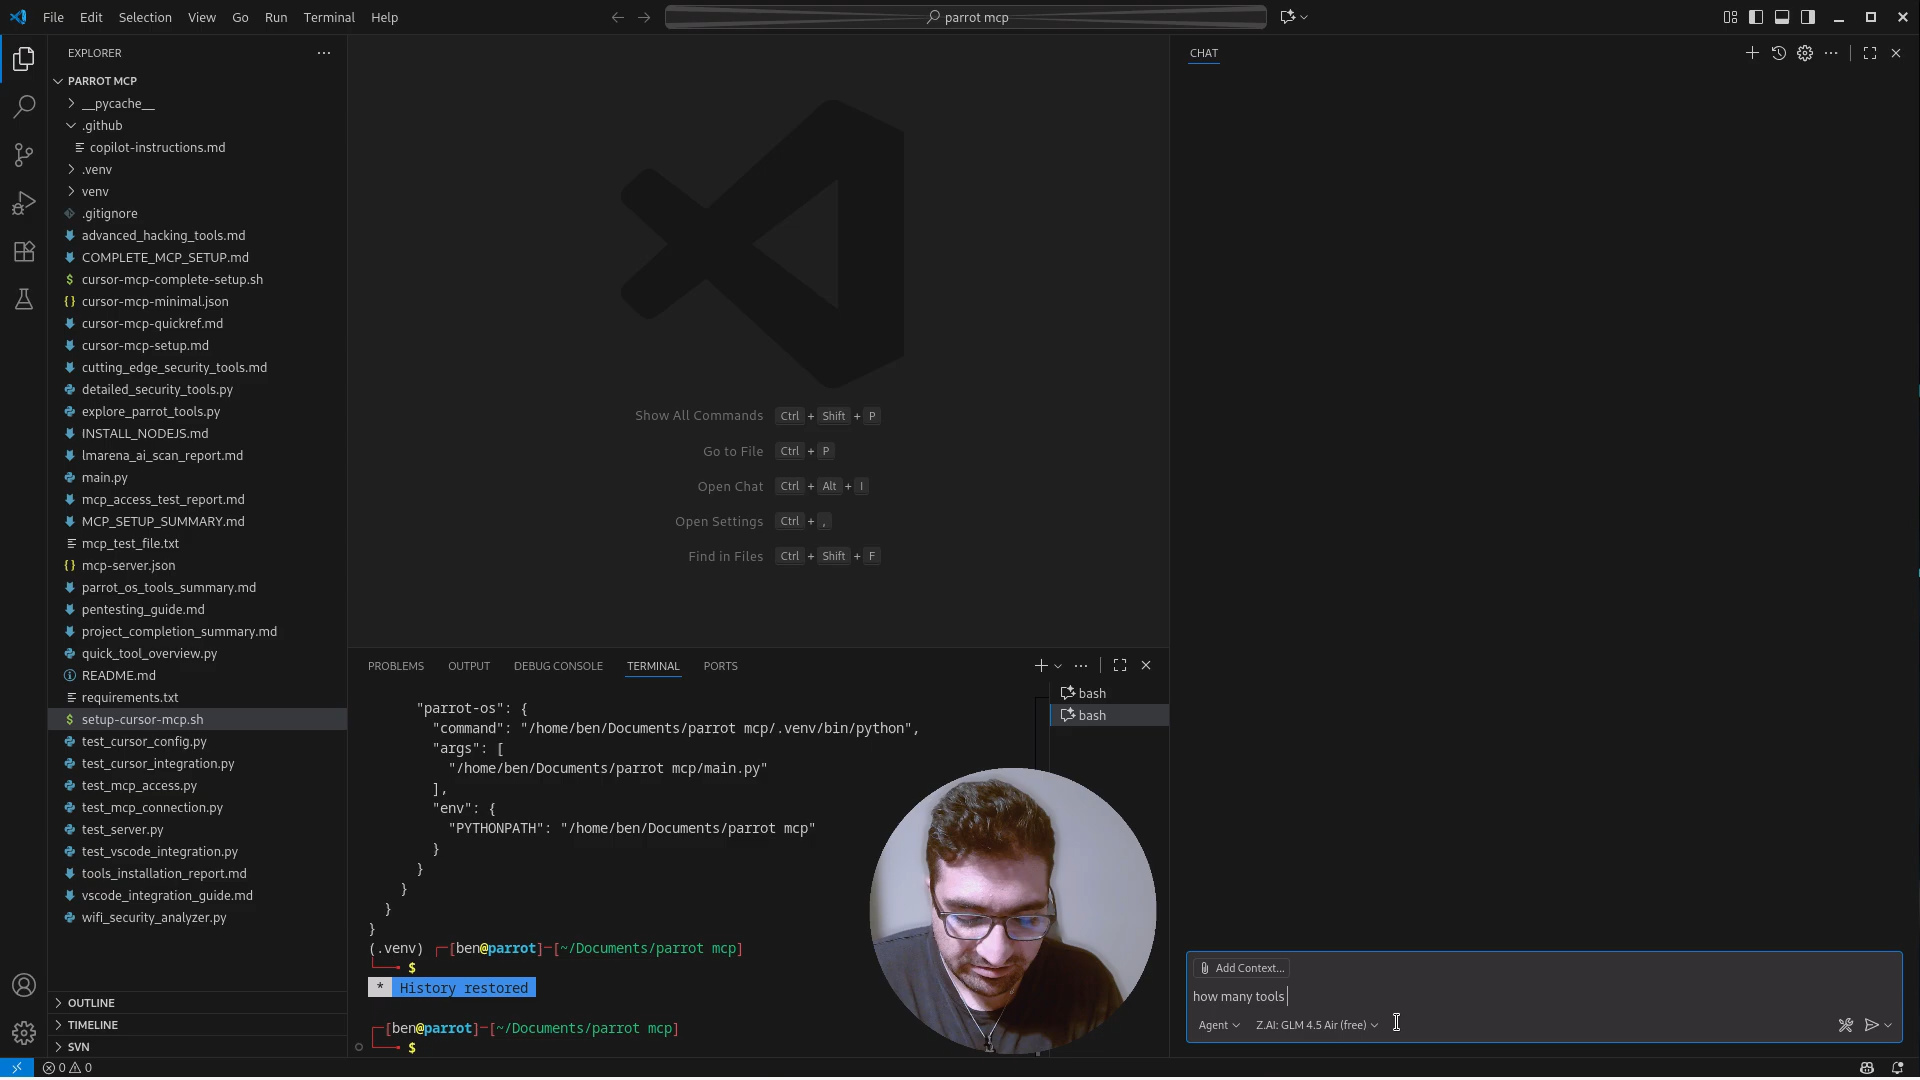 File Edit Selection View Go Run Terminal Help
parrot mcp
EXPLORER
PARROT MCP
__pycache__
.github
copilot-instructions.md
.venv
venv
.gitignore
advanced_hacking_tools.md
COMPLETE_MCP_SETUP.md
$ cursor-mcp-complete-setup.sh
{} cursor-mcp-minimal.json
cursor-mcp-quickref.md
cursor-mcp-setup.md
cutting_edge_security_tools.md
detailed_security_tools.py
explore_parrot_tools.py
INSTALL_NODEJS.md
lmarena_ai_scan_report.md
main.py
mcp_access_test_report.md
MCP_SETUP_SUMMARY.md
mcp_test_file.txt
{} mcp-server.json
parrot_os_tools_summary.md
pentesting_guide.md
project_completion_summary.md
quick_tool_overview.py
README.md
requirements.txt
$ setup-cursor-mcp.sh
test_cursor_config.py
test_cursor_integration.py
test_mcp_access.py
test_mcp_connection.py
test_server.py
test_vscode_integration.py
tools_installation_report.md
vscode_integration_guide.md
wifi_security_analyzer.py
OUTLINE
TIMELINE
SVN
Show All Commands Ctrl + Shift + P
Go to File Ctrl + P
Open Chat Ctrl + Alt + I
Open Settings Ctrl + ,
Find in Files Ctrl + Shift + F
PROBLEMS OUTPUT DEBUG CONSOLE TERMINAL PORTS
bash
bash
"parrot-os": {
"command": "/home/ben/Documents/parrot mcp/.venv/bin/python",
"args": [
"/home/ben/Documents/parrot mcp/main.py"
],
"env": {
"PYTHONPATH": "/home/ben/Documents/parrot mcp"
}
}
}
}
}
(.venv) ┌─[ben@parrot]─[~/Documents/parrot mcp]
└──╼ $
* History restored
┌─[ben@parrot]─[~/Documents/parrot mcp]
└──╼ $
CHAT
Add Context...
how many tools
Agent Z.AI: GLM 4.5 Air (free)
0 0